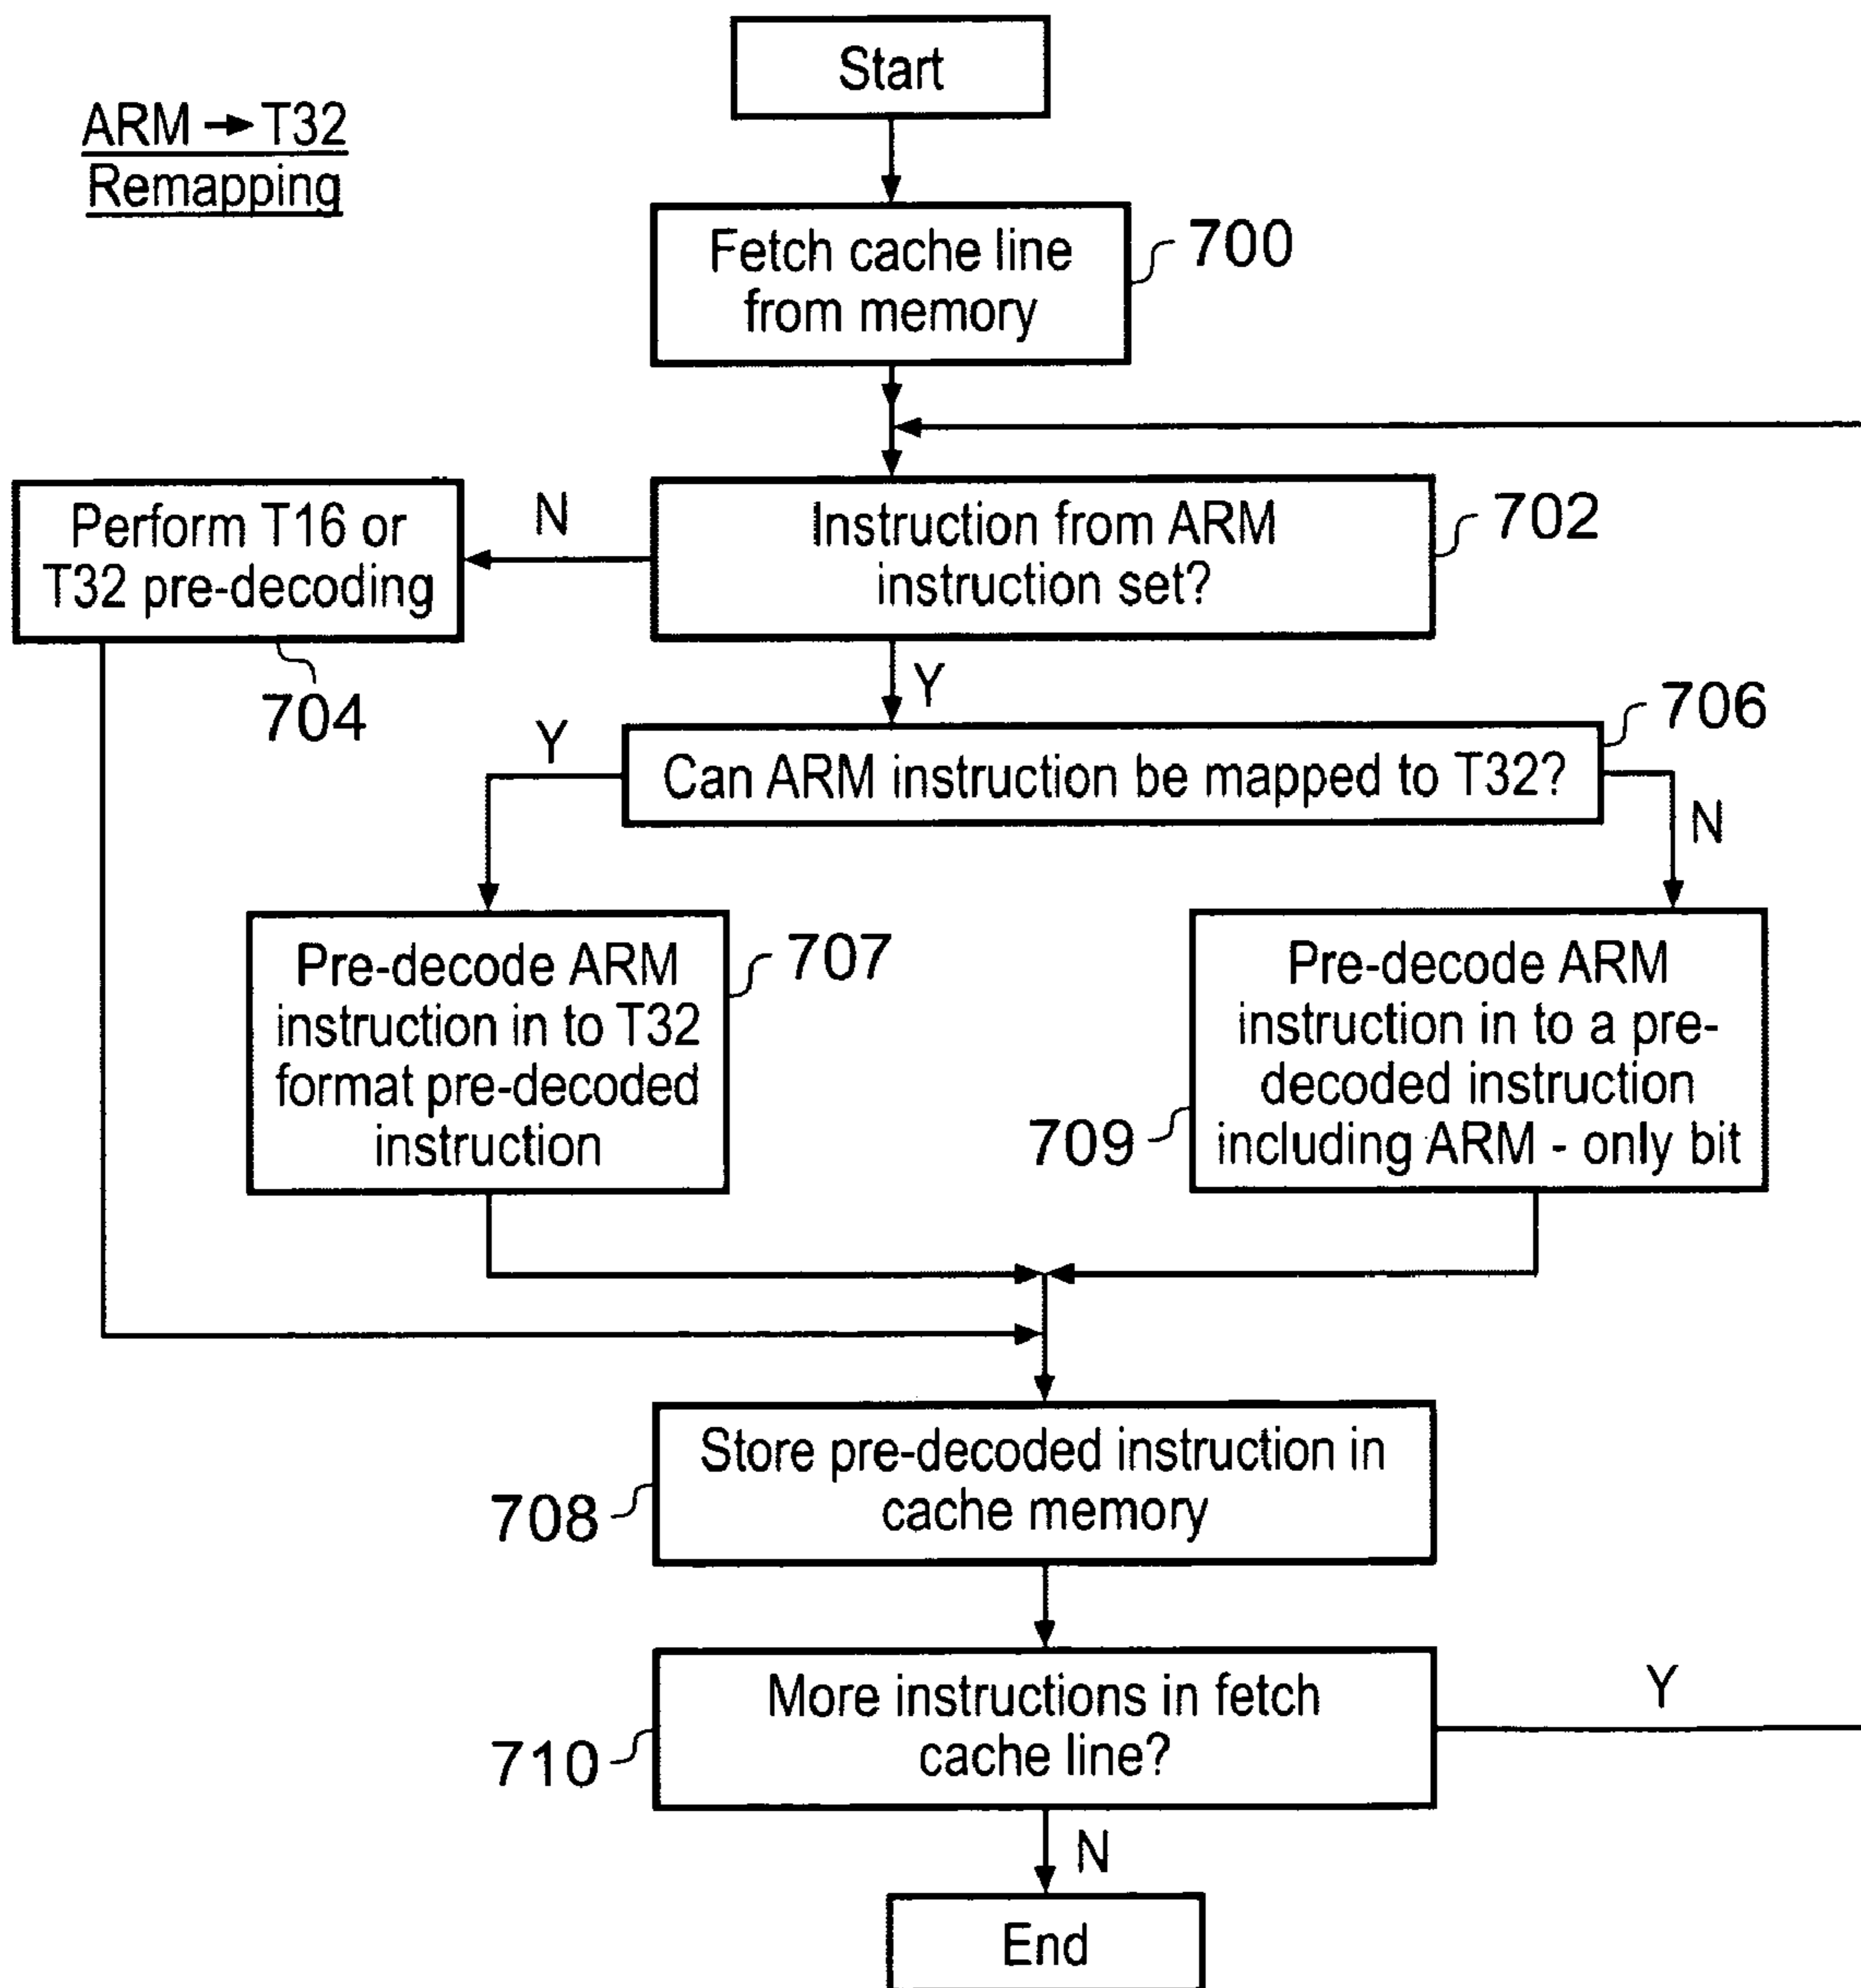 Start
ARM → T32
Remapping
Fetch cache line
from memory
700
Instruction from ARM
instruction set?
702
N
Perform T16 or
T32 pre-decoding
704
Y
Can ARM instruction be mapped to T32?
706
Y
N
Pre-decode ARM
instruction in to T32
format pre-decoded
instruction
707
Pre-decode ARM
instruction in to a pre-
decoded instruction
including ARM - only bit
709
Store pre-decoded instruction in
cache memory
708
More instructions in fetch
cache line?
710
Y
N
End